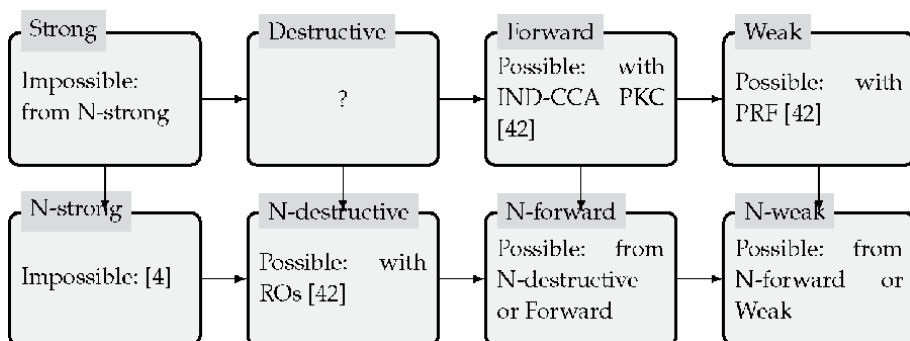 Strong
Impossible:
from N-strong
Destructive
?
Forward
Possible: with
IND-CCA PKC
[42]
Weak
Possible: with
PRF [42]
N-strong
Impossible: [4]
N-destructive
Possible: with
ROs [42]
N-forward
Possible: from
N-destructive
or Forward
N-weak
Possible: from
N-forward or
Weak